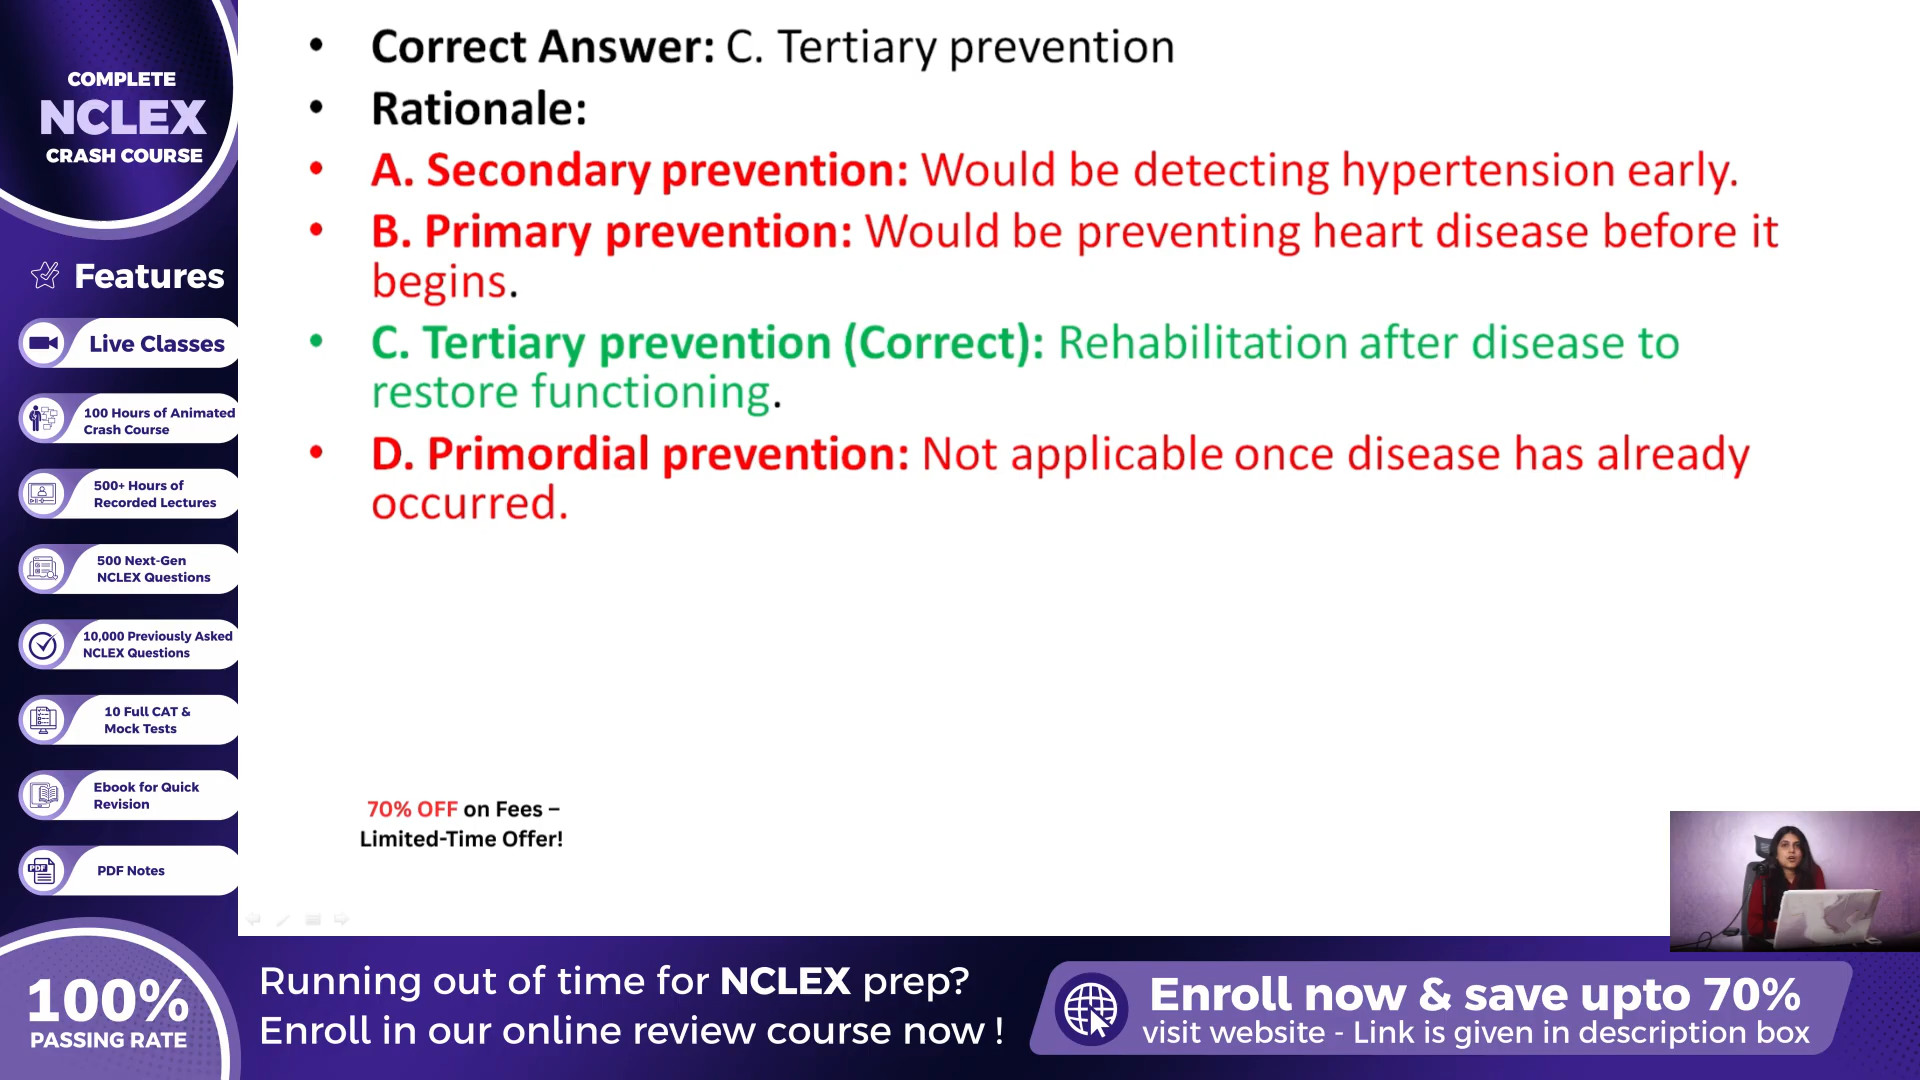 COMPLETE
NCLEX
CRASH COURSE
Features
Live Classes
100 Hours of Animated
Crash Course
500+ Hours of
Recorded Lectures
500 Next-Gen
NCLEX Questions
10,000 Previously Asked
NCLEX Questions
10 Full CAT &
Mock Tests
Ebook for Quick
Revision
PDF
PDF Notes
100%
PASSING RATE
• Correct Answer: C. Tertiary prevention
• Rationale:
• A. Secondary prevention: Would be detecting hypertension early.
• B. Primary prevention: Would be preventing heart disease before it
begins.
• C. Tertiary prevention (Correct): Rehabilitation after disease to
restore functioning.
• D. Primordial prevention: Not applicable once disease has already
occurred.
70% OFF on Fees –
Limited-Time Offer!
Running out of time for NCLEX prep?
Enroll in our online review course now !
Enroll now & save upto 70%
visit website - Link is given in description box